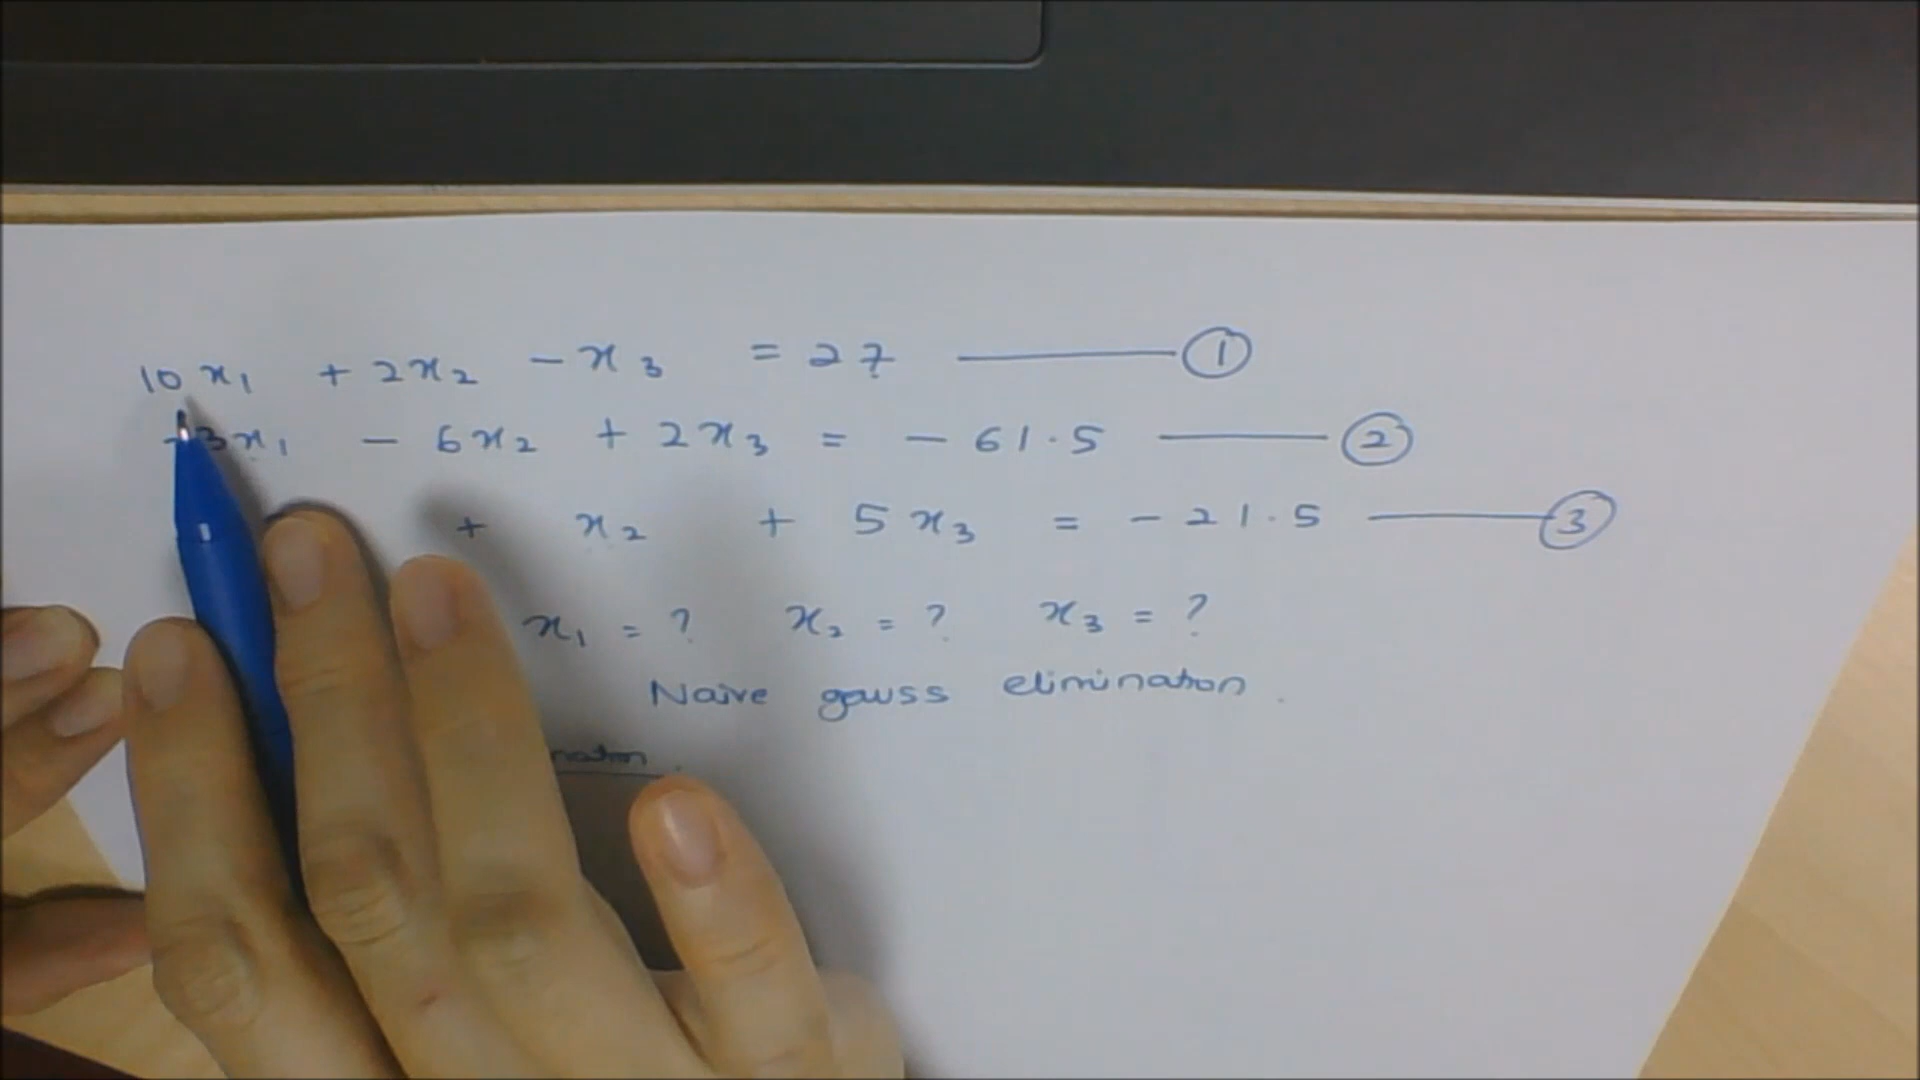 10x₁ + 2x₂ - x₃ = 27 ——— ①
-3x₁ - 6x₂ + 2x₃ = - 61.5 ——— ②
+ x₂ + 5x₃ = - 21.5 ——— ③
x₁ = ? x₂ = ? x₃ = ?
Naive gauss elimination.